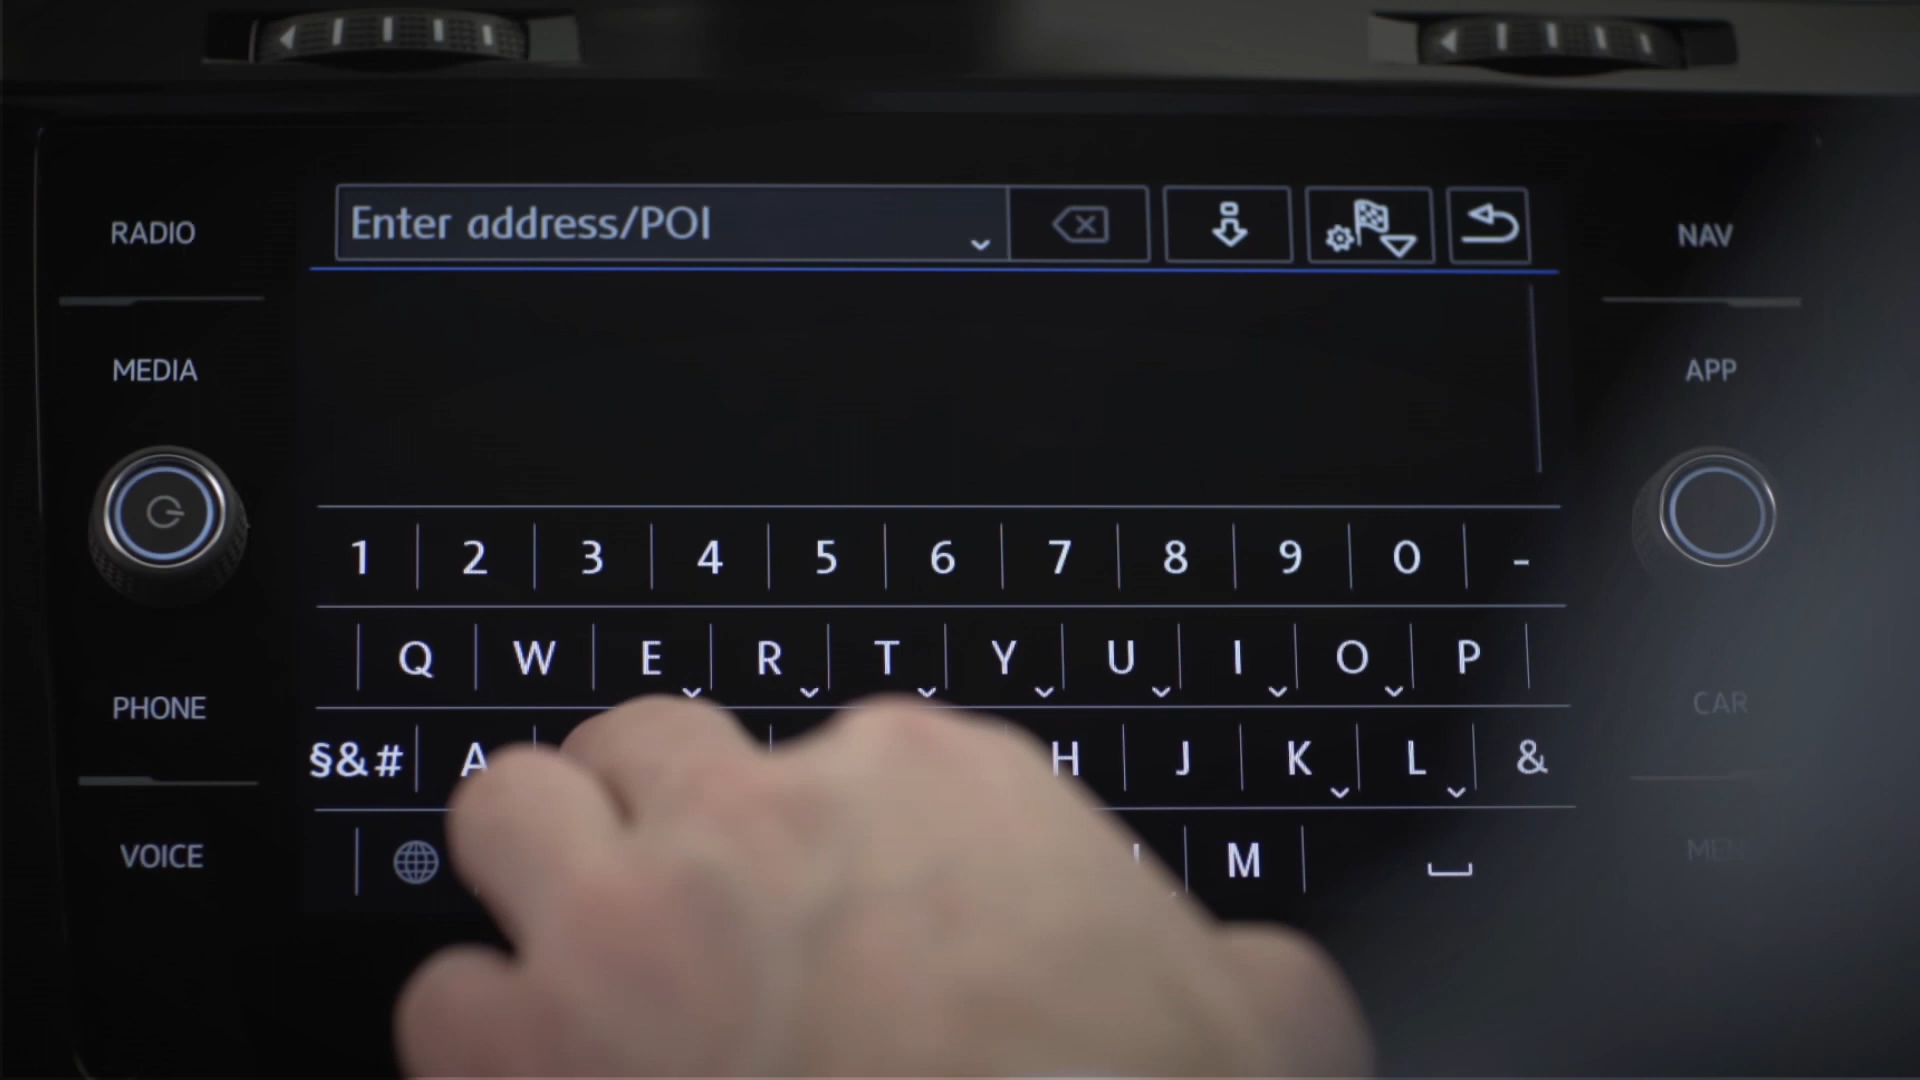 RADIO
MEDIA
PHONE
VOICE
Enter address/POI
1 2 3 4 5 6 7 8 9 0 -
Q W E R T Y U I O P
§&# A H J K L &
M
NAV
APP
CAR